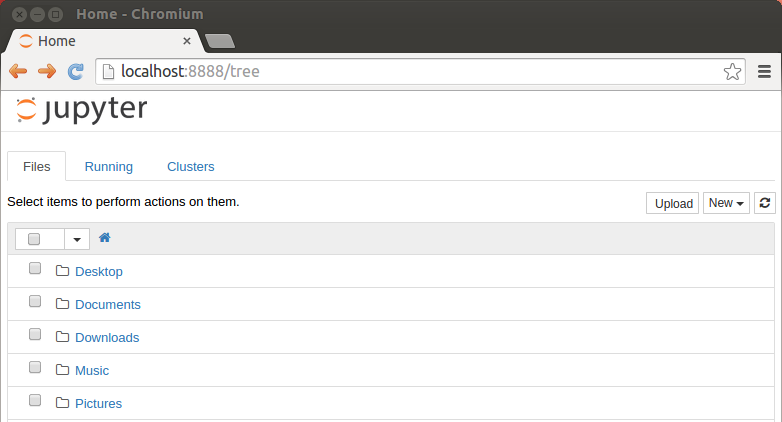 Home - Chromium
Home
localhost:8888/tree
jupyter
Files Running Clusters
Select items to perform actions on them. Upload New
Desktop
Documents
Downloads
Music
Pictures